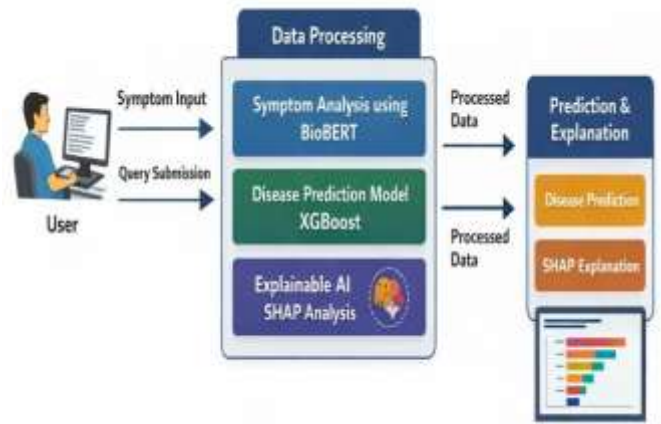 Data Processing
Symptom Input
Query Submission
User
Symptom Analysis using
BioBERT
Disease Prediction Model
XGBoost
Explainable AI
SHAP Analysis
Processed
Data
Processed
Data
Prediction &
Explanation
Disease Prediction
SHAP Explanation